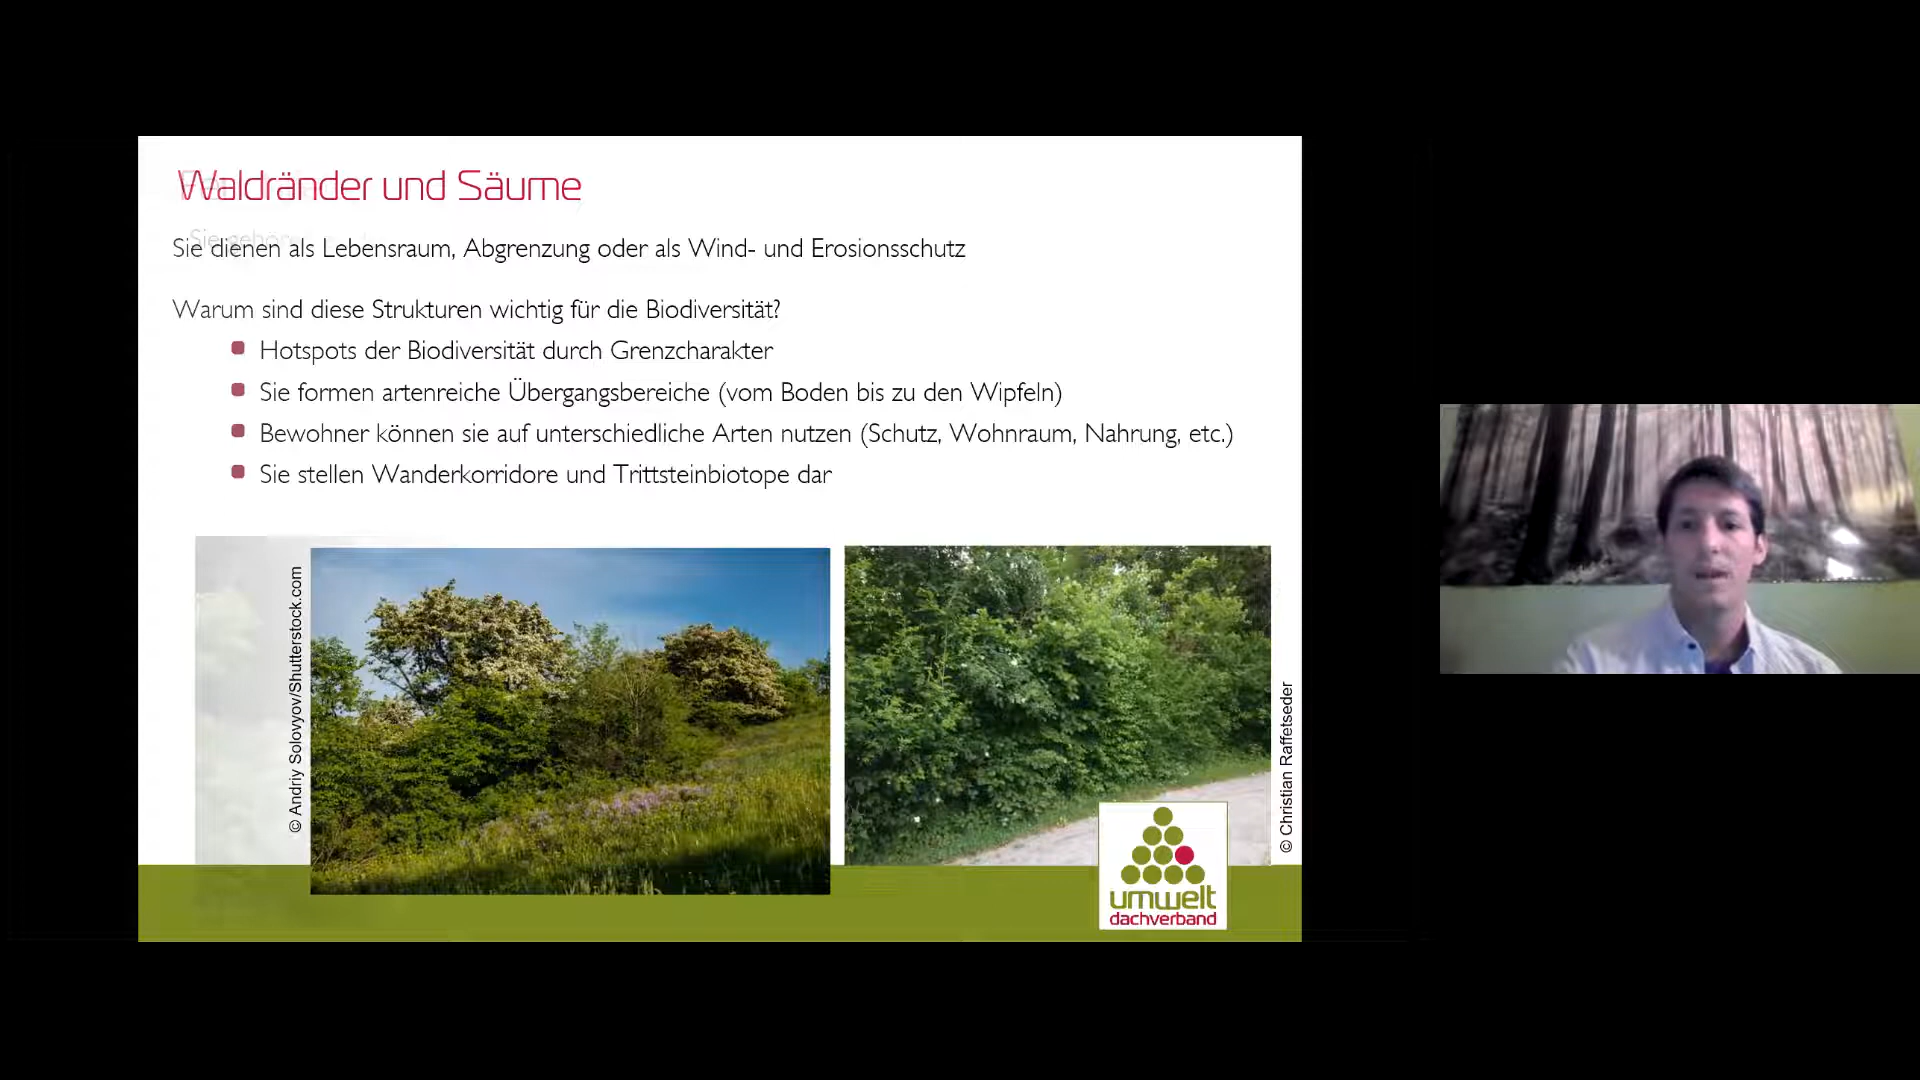 Waldränder und Säume
Sie gehör
Sie dienen als Lebensraum, Abgrenzung oder als Wind- und Erosionsschutz
Warum sind diese Strukturen wichtig für die Biodiversität?
Hotspots der Biodiversität durch Grenzcharakter
Sie formen artenreiche Übergangsbereiche (vom Boden bis zu den Wipfeln)
Bewohner können sie auf unterschiedliche Arten nutzen (Schutz, Wohnraum, Nahrung, etc.)
Sie stellen Wanderkorridore und Trittsteinbiotope dar
© Andriy Solovyov/Shutterstock.com
© Christian Raffetseder
umwelt
dachverband